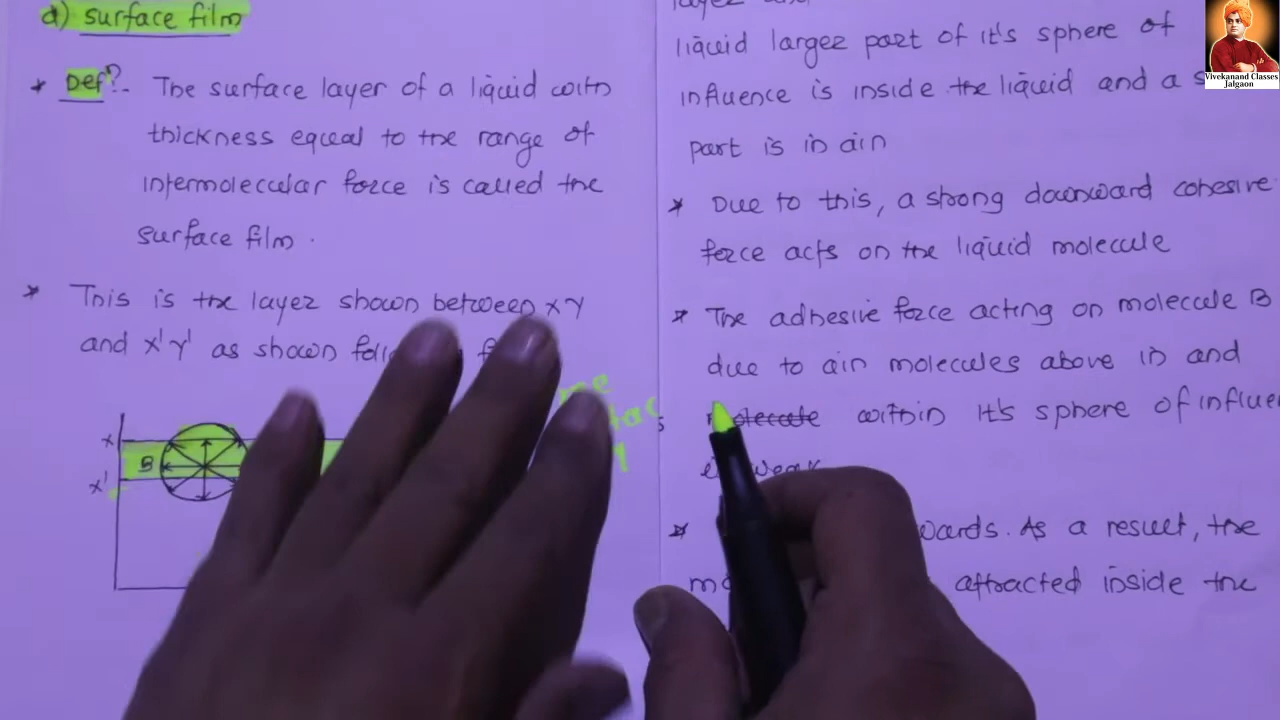 d) surface film
* Defⁿ:- The surface layer of a liquid with
thickness equal to the range of
intermolecular force is called the
surface film.
* This is the layer shown between XY
and X'Y' as shown
X
B
X'
liquid larger part of it's sphere of
influence is inside the liquid and a
part is in air
* Due to this, a strong downward cohesive
force acts on the liquid molecule
* The adhesive force acting on molecule B
due to air molecules above it and
within it's sphere of
weak
wards. As a result, the
attracted inside the
Vivekanand Classes
Jalgaon